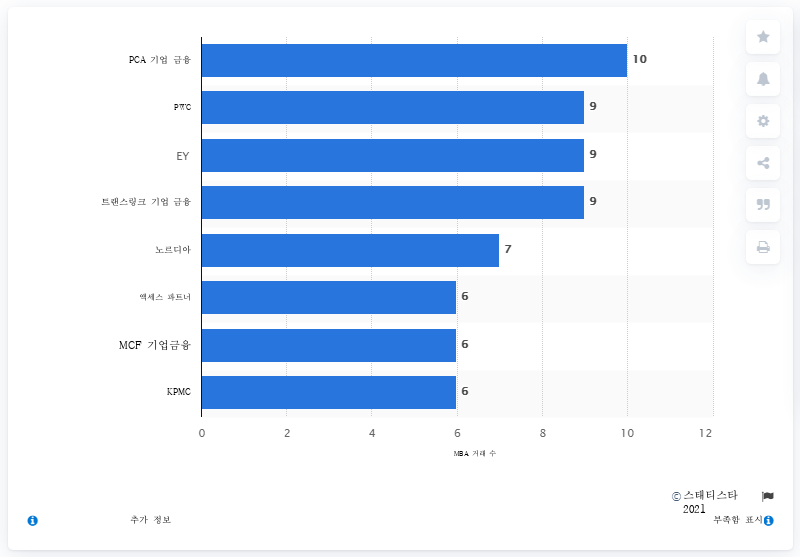 PCA 기업 금융
10
PWC
9
EY
9
트랜스링크 기업 금융
9
노르디아
7
액세스 파트너
6
MCF 기업금융
6
KPMC
6
0 2 4 6 8 10 12
MBA 거래 수
© 스태티스타
2021
추가 정보
부족함 표시